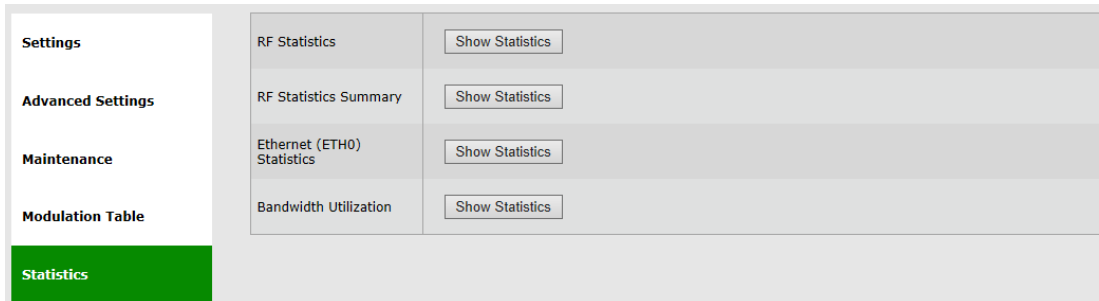 Settings
Advanced Settings
Maintenance
Modulation Table
Statistics
RF Statistics
Show Statistics
RF Statistics Summary
Show Statistics
Ethernet (ETH0)
Statistics
Show Statistics
Bandwidth Utilization
Show Statistics